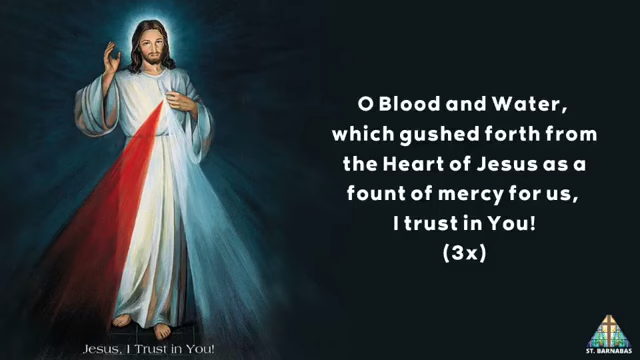 O Blood and Water,
which gushed forth from
the Heart of Jesus as a
fount of mercy for us,
I trust in You!
(3x)
Jesus, I Trust in You!
ST. BARNABAS